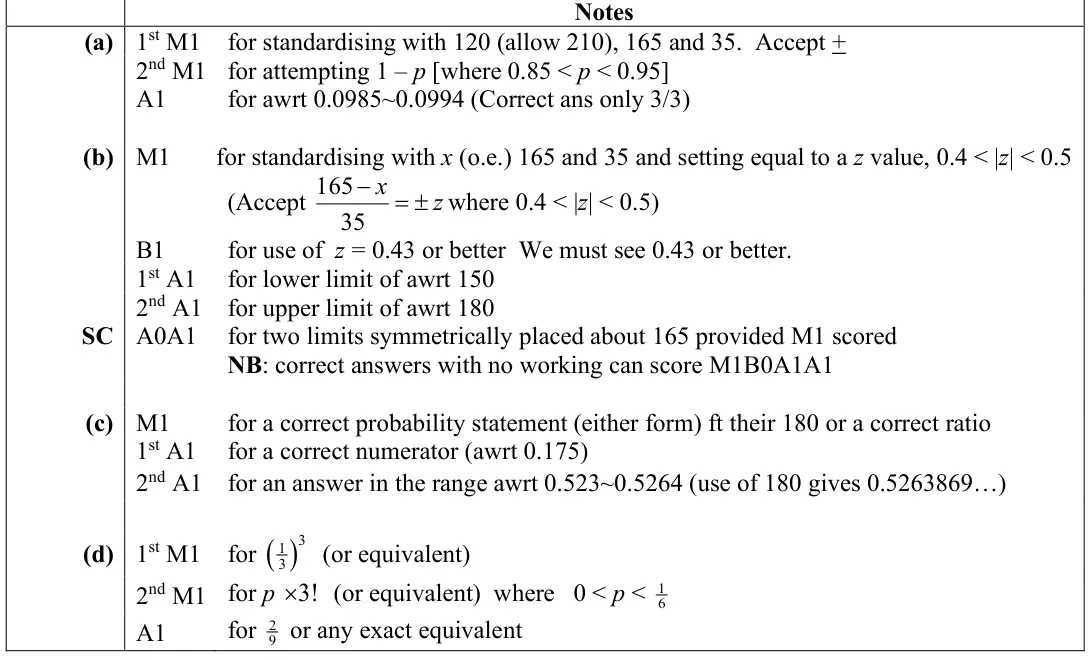 Notes
(a) 1st M1 for standardising with 120 (allow 210), 165 and 35. Accept ±
2nd M1 for attempting 1 – p [where 0.85 < p < 0.95]
A1 for awrt 0.0985~0.0994 (Correct ans only 3/3)
(b) M1 for standardising with x (o.e.) 165 and 35 and setting equal to a z value, 0.4 < |z| < 0.5
(Accept (165 − x)/35 = ± z where 0.4 < |z| < 0.5)
B1 for use of z = 0.43 or better We must see 0.43 or better.
1st A1 for lower limit of awrt 150
2nd A1 for upper limit of awrt 180
SC A0A1 for two limits symmetrically placed about 165 provided M1 scored
NB: correct answers with no working can score M1B0A1A1
(c) M1 for a correct probability statement (either form) ft their 180 or a correct ratio
1st A1 for a correct numerator (awrt 0.175)
2nd A1 for an answer in the range awrt 0.523~0.5264 (use of 180 gives 0.5263869…)
(d) 1st M1 for (1/3)³ (or equivalent)
2nd M1 for p ×3! (or equivalent) where 0 < p < 1/6
A1 for 2/9 or any exact equivalent